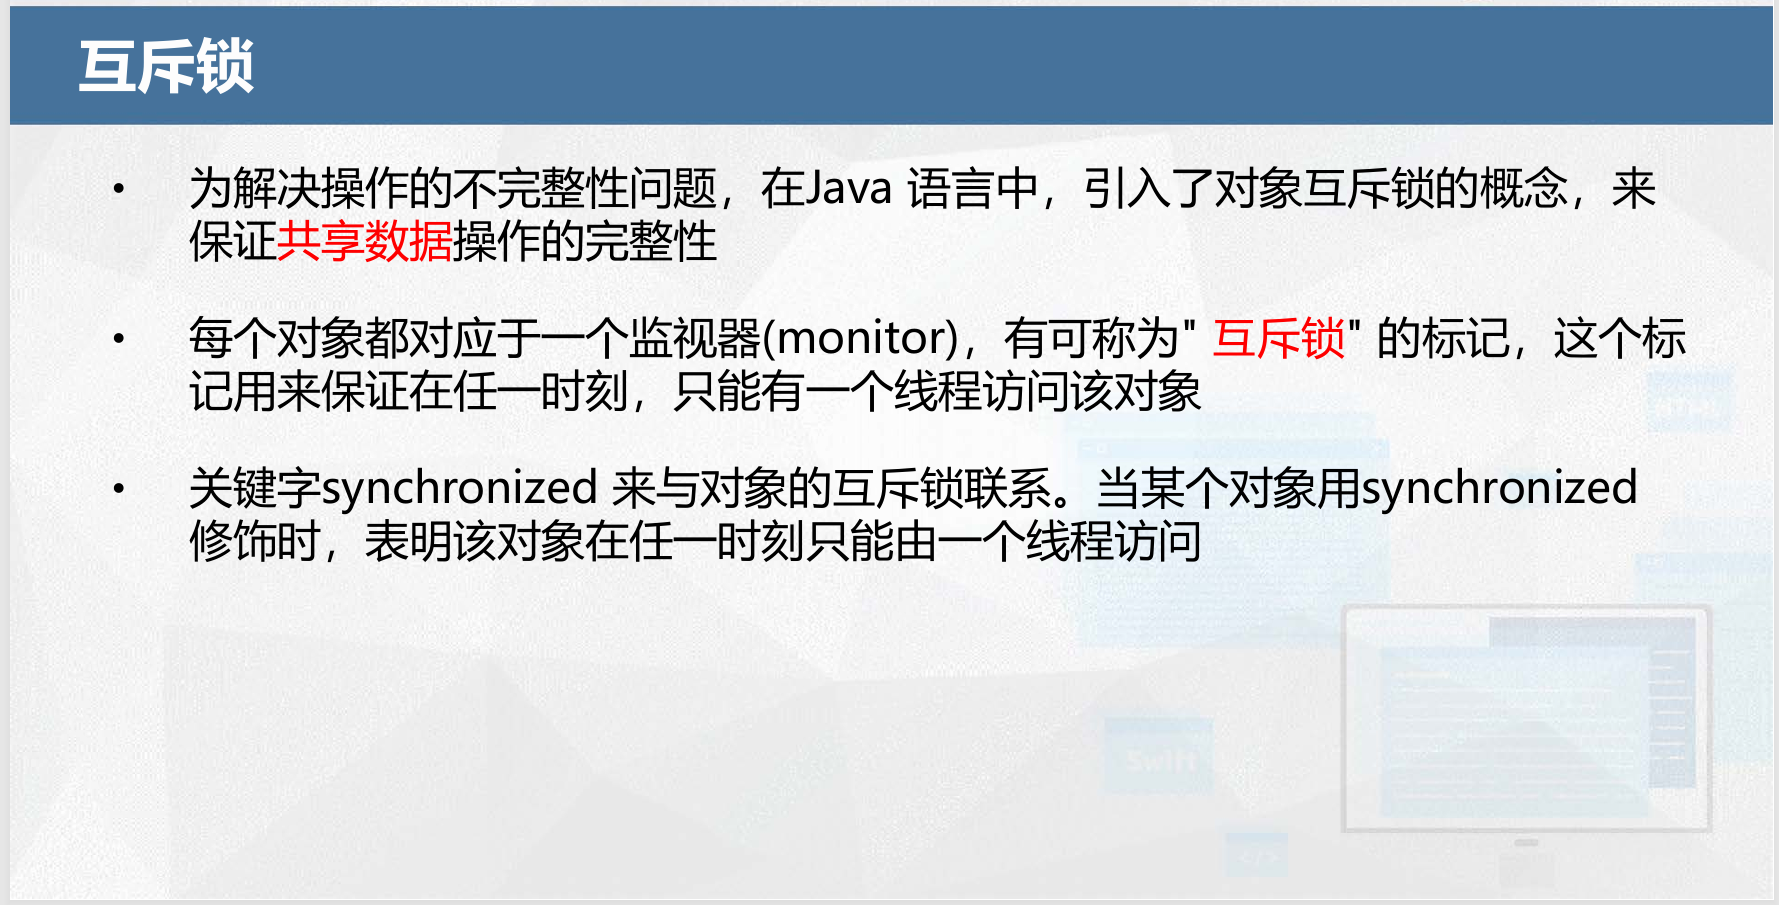 互斥锁
• 为解决操作的不完整性问题，在Java 语言中，引入了对象互斥锁的概念，来
保证共享数据操作的完整性
• 每个对象都对应于一个监视器(monitor)，有可称为" 互斥锁" 的标记，这个标
记用来保证在任一时刻，只能有一个线程访问该对象
• 关键字synchronized 来与对象的互斥锁联系。当某个对象用synchronized
修饰时，表明该对象在任一时刻只能由一个线程访问
HTML
Swift
</>